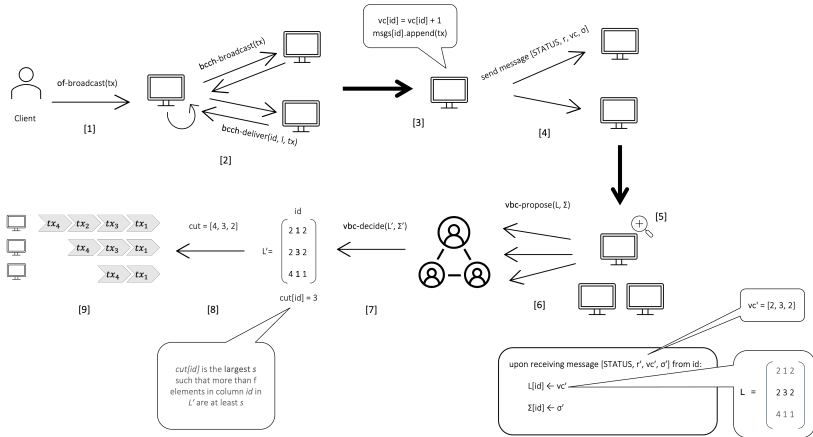 vc[id] = vc[id] + 1
msgs[id].append(tx)
of-broadcast(tx)
Client
[1]
bcch-broadcast(tx)
bcch-deliver(id, l, tx)
[2]
[3]
send message [STATUS, r, vc, σ]
[4]
[5]
vbc-propose(L, Σ)
[6]
vbc-decide(L’, Σ’)
[7]
id
L’=
2 1 2
2 3 2
4 1 1
cut[id] = 3
cut = [4, 3, 2]
[8]
tx₄ tx₂ tx₃ tx₁
tx₄ tx₃ tx₁
tx₄ tx₁
[9]
cut[id] is the largest s
such that more than f
elements in column id in
L’ are at least s
vc’ = [2, 3, 2]
upon receiving message [STATUS, r’, vc’, σ’] from id:
L[id] ← vc’
Σ[id] ← σ’
L =
2 1 2
2 3 2
4 1 1